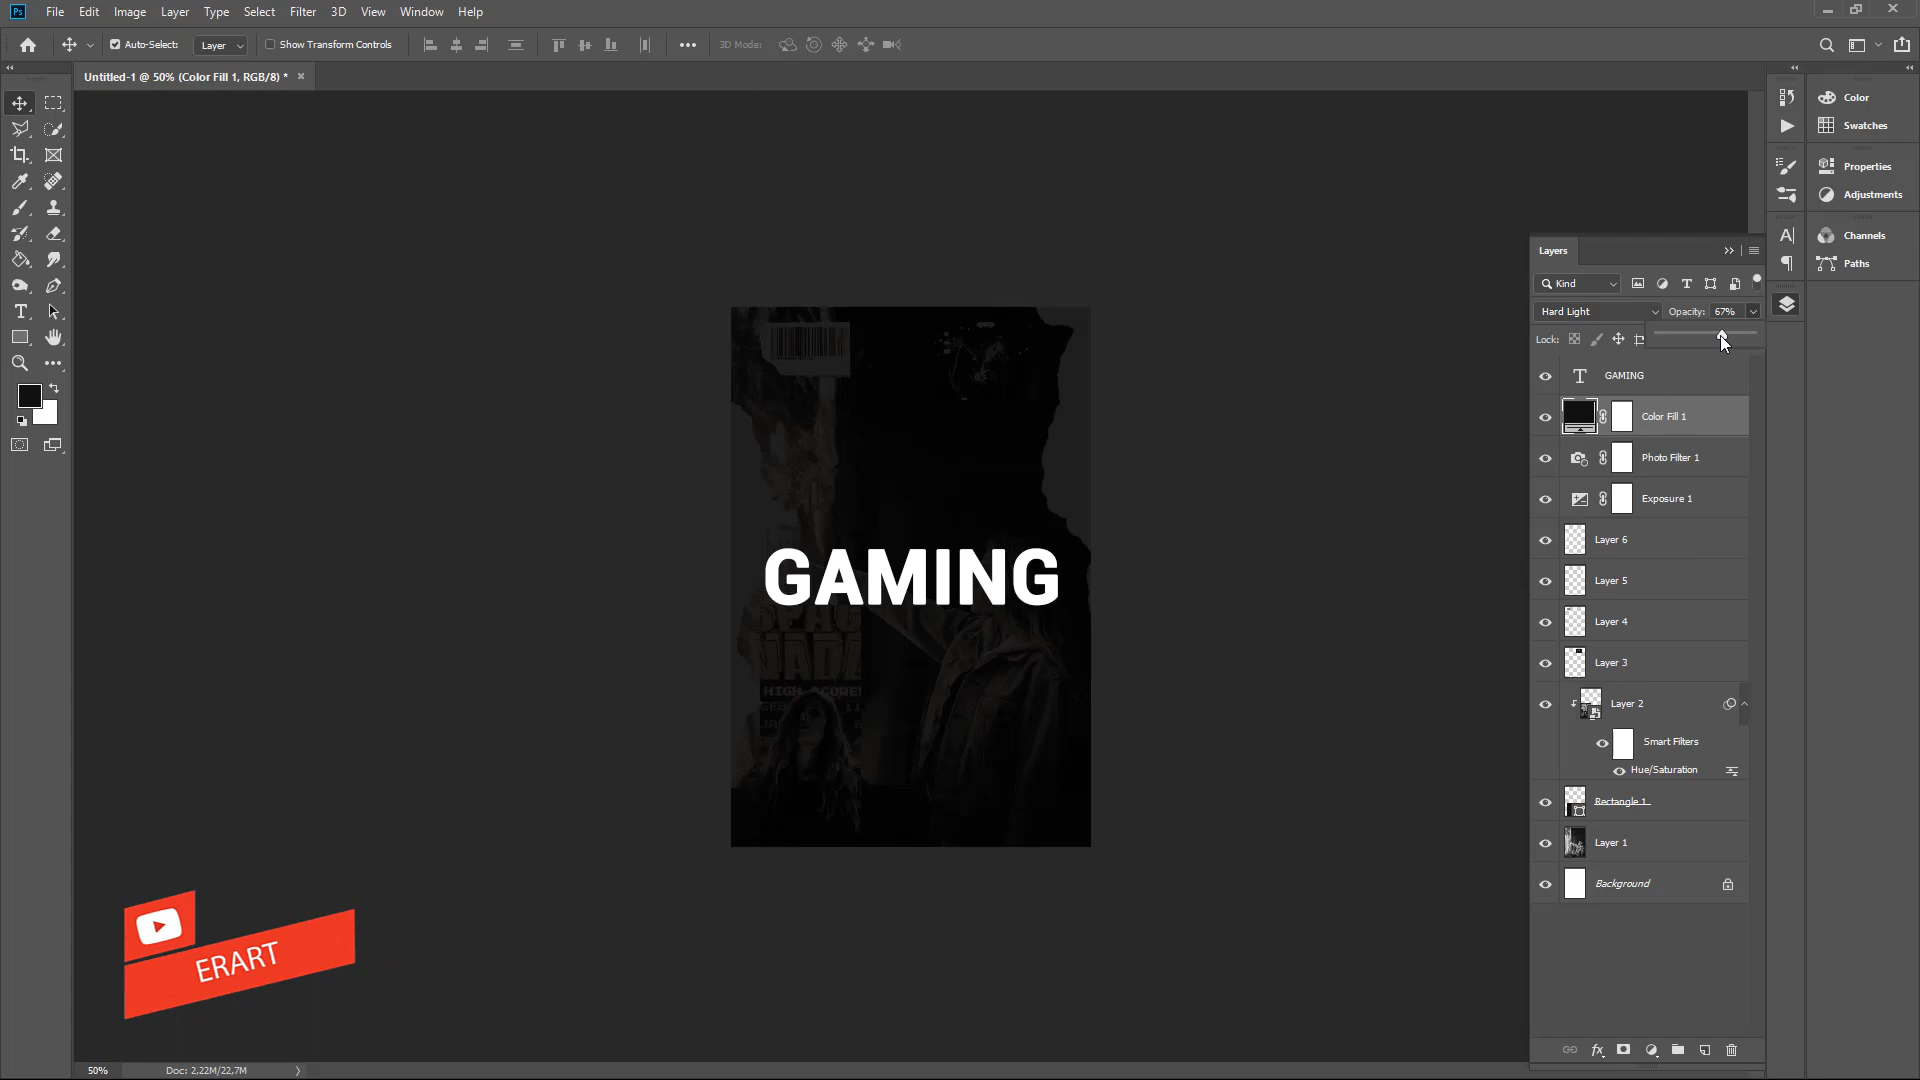 Ps File Edit Image Layer Type Select Filter 3D View Window Help
Auto-Select: Layer Show Transform Controls 3D Mode:
Untitled-1 @ 50% (Color Fill 1, RGB/8) *
Color
Swatches
Properties
Adjustments
Channels
Paths
Layers
Kind
Hard Light Opacity: 67%
Lock:
GAMING
Color Fill 1
Photo Filter 1
Exposure 1
Layer 6
Layer 5
Layer 4
Layer 3
Layer 2
Smart Filters
Hue/Saturation
Rectangle 1
Layer 1
Background
GAMING
HIGH SCORES
ERART
50% Doc: 2,22M/22,7M